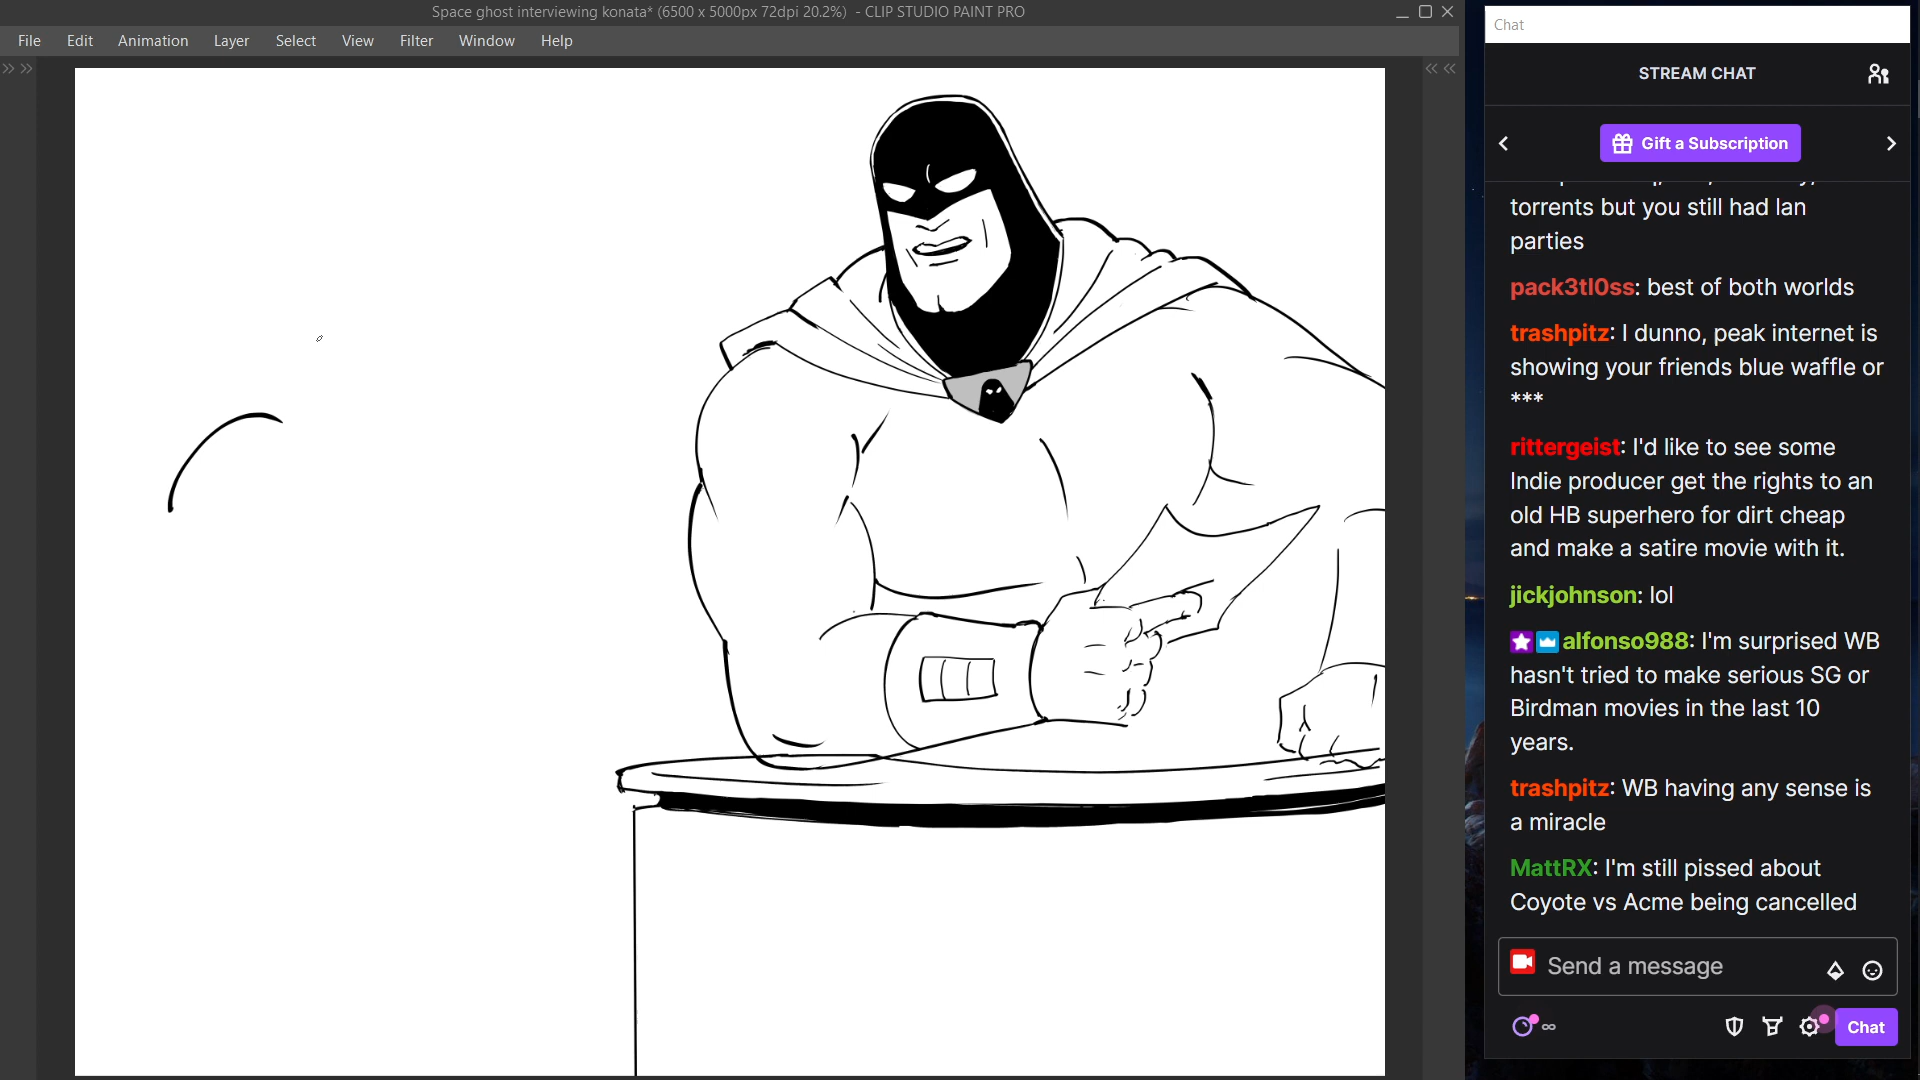 Space ghost interviewing konata* (6500 x 5000px 72dpi 20.2%) - CLIP STUDIO PAINT PRO
File Edit Animation Layer Select View Filter Window Help
Chat
STREAM CHAT
Gift a Subscription
torrents but you still had lan
parties
pack3tl0ss: best of both worlds
trashpitz: I dunno, peak internet is
showing your friends blue waffle or
***
rittergeist: I'd like to see some
Indie producer get the rights to an
old HB superhero for dirt cheap
and make a satire movie with it.
jickjohnson: lol
alfonso988: I'm surprised WB
hasn't tried to make serious SG or
Birdman movies in the last 10
years.
trashpitz: WB having any sense is
a miracle
MattRX: I'm still pissed about
Coyote vs Acme being cancelled
Send a message
Chat